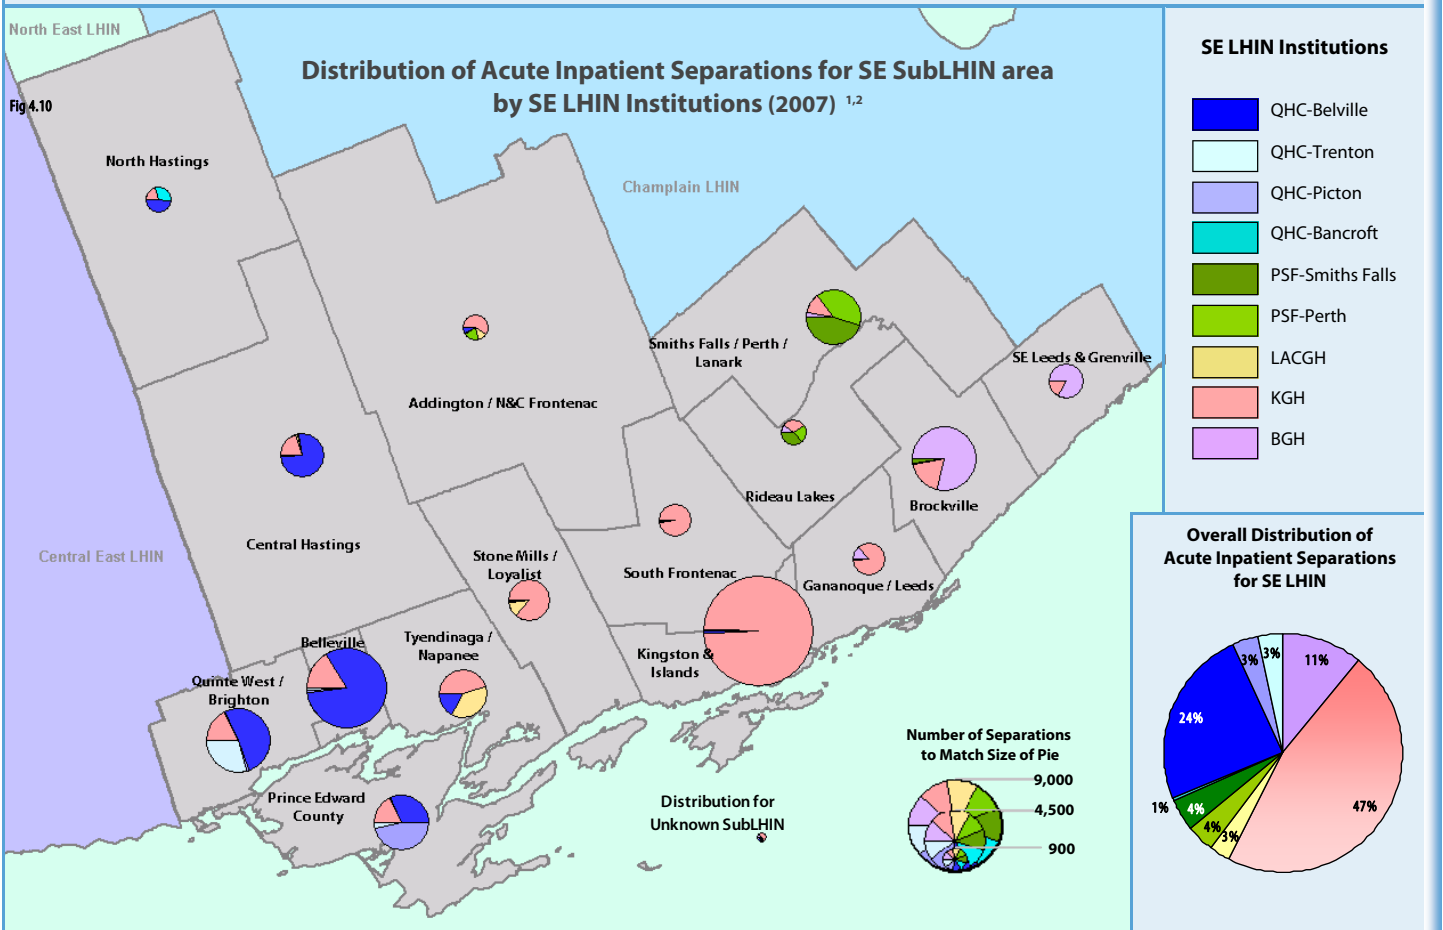 North East LHIN
Fig 4.10
Distribution of Acute Inpatient Separations for SE SubLHIN area
by SE LHIN Institutions (2007) 1,2
North Hastings
Champlain LHIN
Smiths Falls / Perth /
Lanark
SE Leeds & Grenville
Addington / N&C Frontenac
Rideau Lakes
Brockville
Central Hastings
Central East LHIN
Stone Mills /
Loyalist
South Frontenac
Gananoque / Leeds
Belleville
Tyendinaga /
Napanee
Kingston &
Islands
Quinte West /
Brighton
Prince Edward
County
Distribution for
Unknown SubLHIN
Number of Separations
to Match Size of Pie
9,000
4,500
900
SE LHIN Institutions
QHC-Belville
QHC-Trenton
QHC-Picton
QHC-Bancroft
PSF-Smiths Falls
PSF-Perth
LACGH
KGH
BGH
Overall Distribution of
Acute Inpatient Separations
for SE LHIN
3%
3%
11%
24%
47%
1%
4%
4%
3%